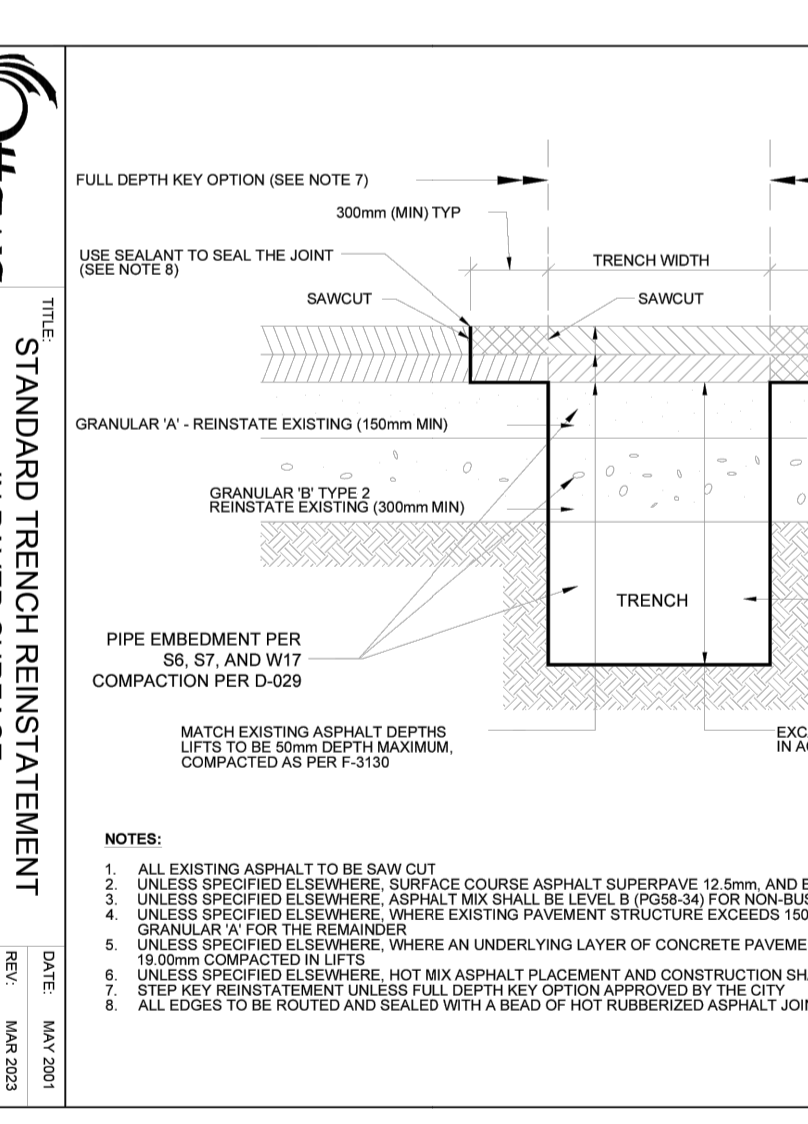 FULL DEPTH KEY OPTION (SEE NOTE 7)
300mm (MIN) TYP
USE SEALANT TO SEAL THE JOINT
(SEE NOTE 8)
TRENCH WIDTH
SAWCUT
SAWCUT
GRANULAR 'A' - REINSTATE EXISTING (150mm MIN)
GRANULAR 'B' TYPE 2
REINSTATE EXISTING (300mm MIN)
TRENCH
PIPE EMBEDMENT PER
S6, S7, AND W17
COMPACTION PER D-029
MATCH EXISTING ASPHALT DEPTHS
LIFTS TO BE 50mm DEPTH MAXIMUM,
COMPACTED AS PER F-3130
EXC
IN A
NOTES:
1. ALL EXISTING ASPHALT TO BE SAW CUT
2. UNLESS SPECIFIED ELSEWHERE, SURFACE COURSE ASPHALT SUPERPAVE 12.5mm, AND
3. UNLESS SPECIFIED ELSEWHERE, ASPHALT MIX SHALL BE LEVEL B (PG58-34) FOR NON-BUS
4. UNLESS SPECIFIED ELSEWHERE, WHERE EXISTING PAVEMENT STRUCTURE EXCEEDS 150
GRANULAR 'A' FOR THE REMAINDER
5. UNLESS SPECIFIED ELSEWHERE, WHERE AN UNDERLYING LAYER OF CONCRETE PAVEME
19.00mm COMPACTED IN LIFTS
6. UNLESS SPECIFIED ELSEWHERE, HOT MIX ASPHALT PLACEMENT AND CONSTRUCTION SH
7. STEP KEY REINSTATEMENT UNLESS FULL DEPTH KEY OPTION APPROVED BY THE CITY
8. ALL EDGES TO BE ROUTED AND SEALED WITH A BEAD OF HOT RUBBERIZED ASPHALT JOI
TITLE:
STANDARD TRENCH REINSTATEMENT
DATE: MAY 2001
REV: MAR 2023